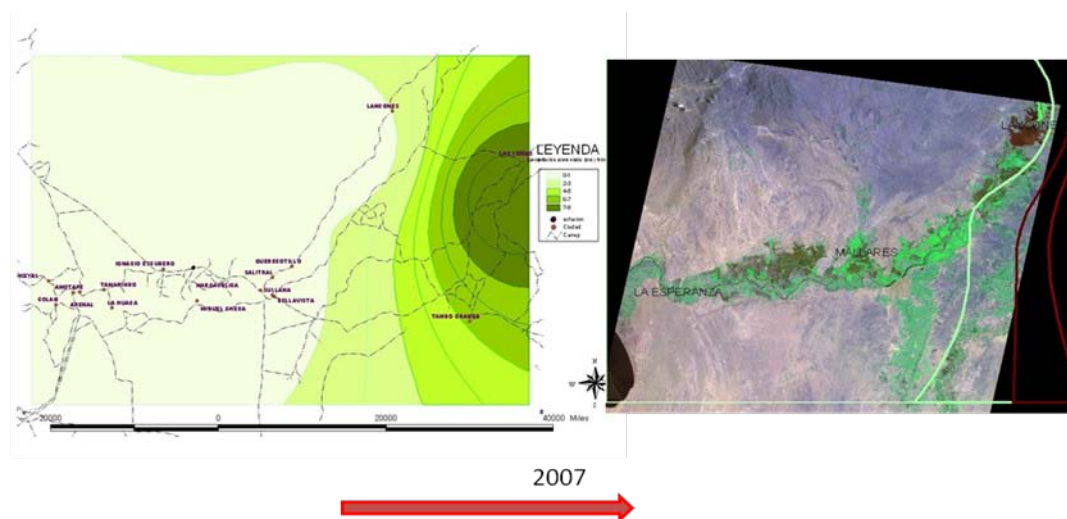 LANCONES
LEYENDA
0-1
2-3
4-5
6-7
7-8
estacion
Ciudad
IGNACIO ESCUDERO
QUERECOTILLO
SALITRAL
AMOTAPE
TAMARINDO
MARCAVELICA
SULLANA
COLAN
ARENAL
LA HUACA
MIGUEL CHECA
BELLAVISTA
TAMBO GRANDE
20000
0
20000
40000 Miles
N
W
E
S
MALLARES
LA ESPERANZA
2007